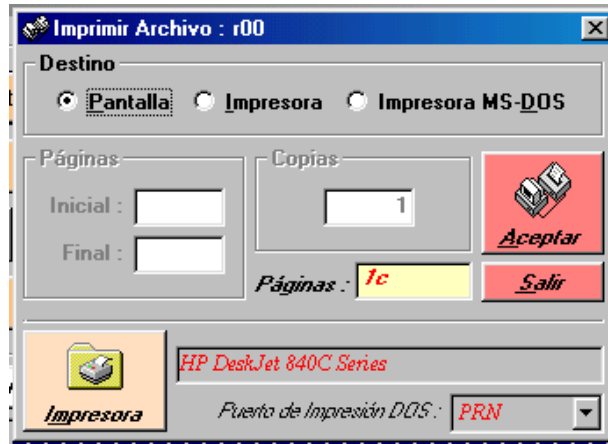 Imprimir Archivo : r00
Destino
Pantalla Impresora Impresora MS-DOS
Páginas
Copias
Inicial :
1
Final :
Aceptar
Páginas : 1c
Salir
HP DeskJet 840C Series
Impresora
Puerto de Impresión DOS : PRN